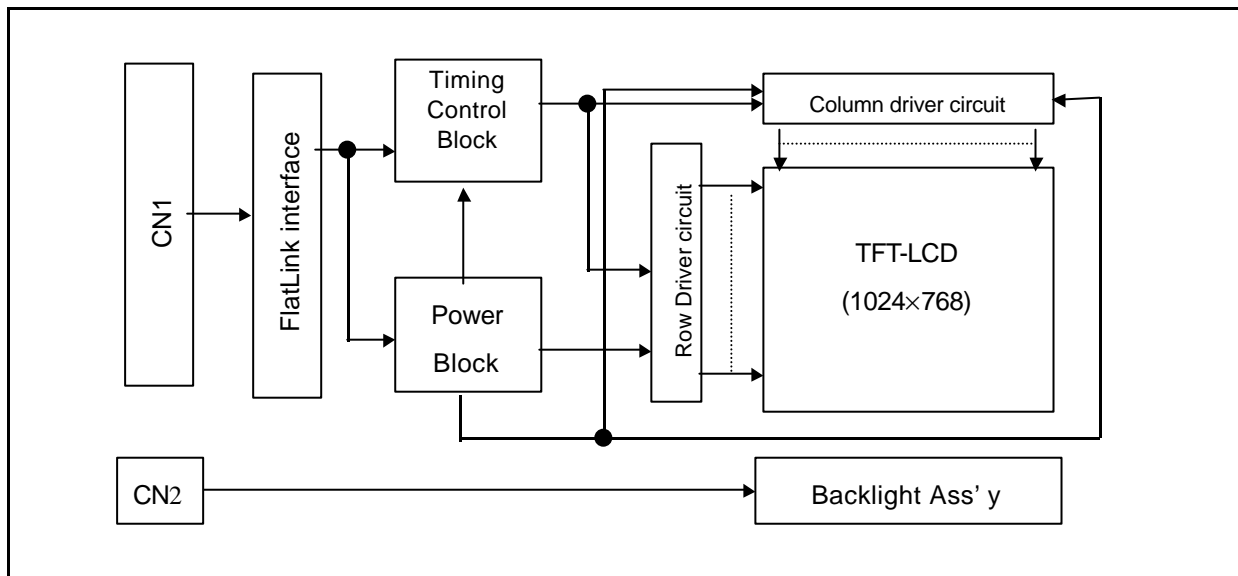 CN1
FlatLink interface
Timing
Control
Block
Power
Block
Row Driver circuit
Column driver circuit
TFT-LCD
(1024×768)
CN2
Backlight Ass' y